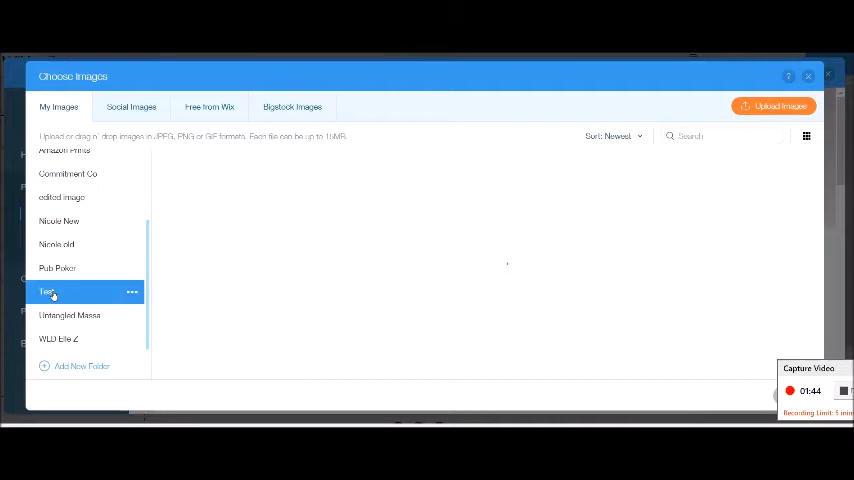 Choose Images
? ×
My Images Social Images Free from Wix Bigstock Images Upload Images
Upload or drag n' drop images in JPEG, PNG or GIF formats. Each file can be up to 15MB.
Sort: Newest Search
Amazon Prints
Commitment Co
edited image
Nicole New
Nicole old
Pub Poker
Test
Untangled Massa
WLD Elle Z
Add New Folder
Capture Video
01:44
Recording Limit: 5 min